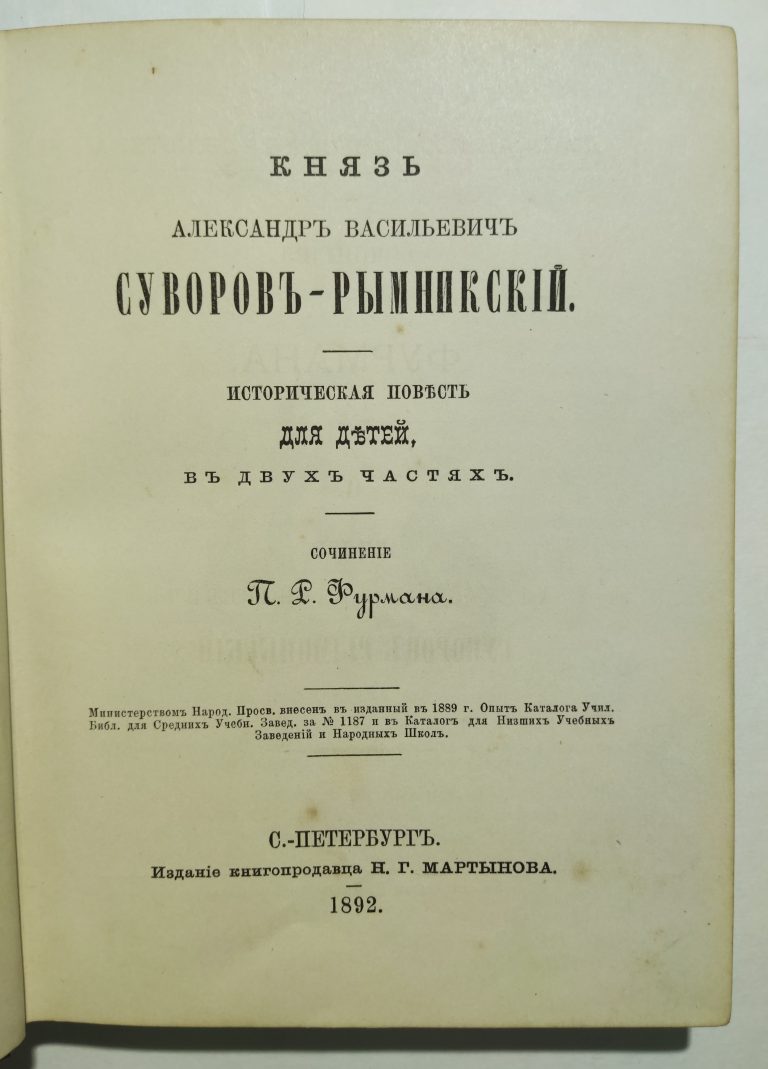 КНЯЗЬ
АЛЕКСАНДРЪ ВАСИЛЬЕВИЧЪ
СУВОРОВЪ-РЫМНИКСКІЙ.
ИСТОРИЧЕСКАЯ ПОВѢСТЬ
ДЛЯ ДѢТЕЙ,
ВЪ ДВУХЪ ЧАСТЯХЪ.
СОЧИНЕНІЕ
П. Р. Фурмана.
Министерствомъ Народ. Просв. внесенъ въ изданный въ 1889 г. Опытъ Каталога Учил.
Библ. для Среднихъ Учебн. Завед. за № 1187 и въ Каталогъ для Низшихъ Учебныхъ
Заведеній и Народныхъ Школъ.
С.-ПЕТЕРБУРГЪ.
Изданіе книгопродавца Н. Г. МАРТЫНОВА.
1892.